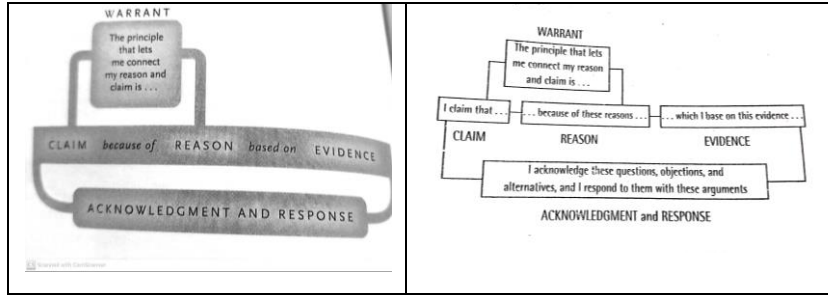 WARRANT
The principle
that lets
me connect
my reason and
claim is ...
CLAIM because of REASON based on EVIDENCE
ACKNOWLEDGMENT AND RESPONSE
Scanned with CamScanner
WARRANT
The principle that lets
me connect my reason
and claim is ...
I claim that ... ... because of these reasons ... ... which I base on this evidence ...
CLAIM REASON EVIDENCE
I acknowledge these questions, objections, and
alternatives, and I respond to them with these arguments
ACKNOWLEDGMENT and RESPONSE